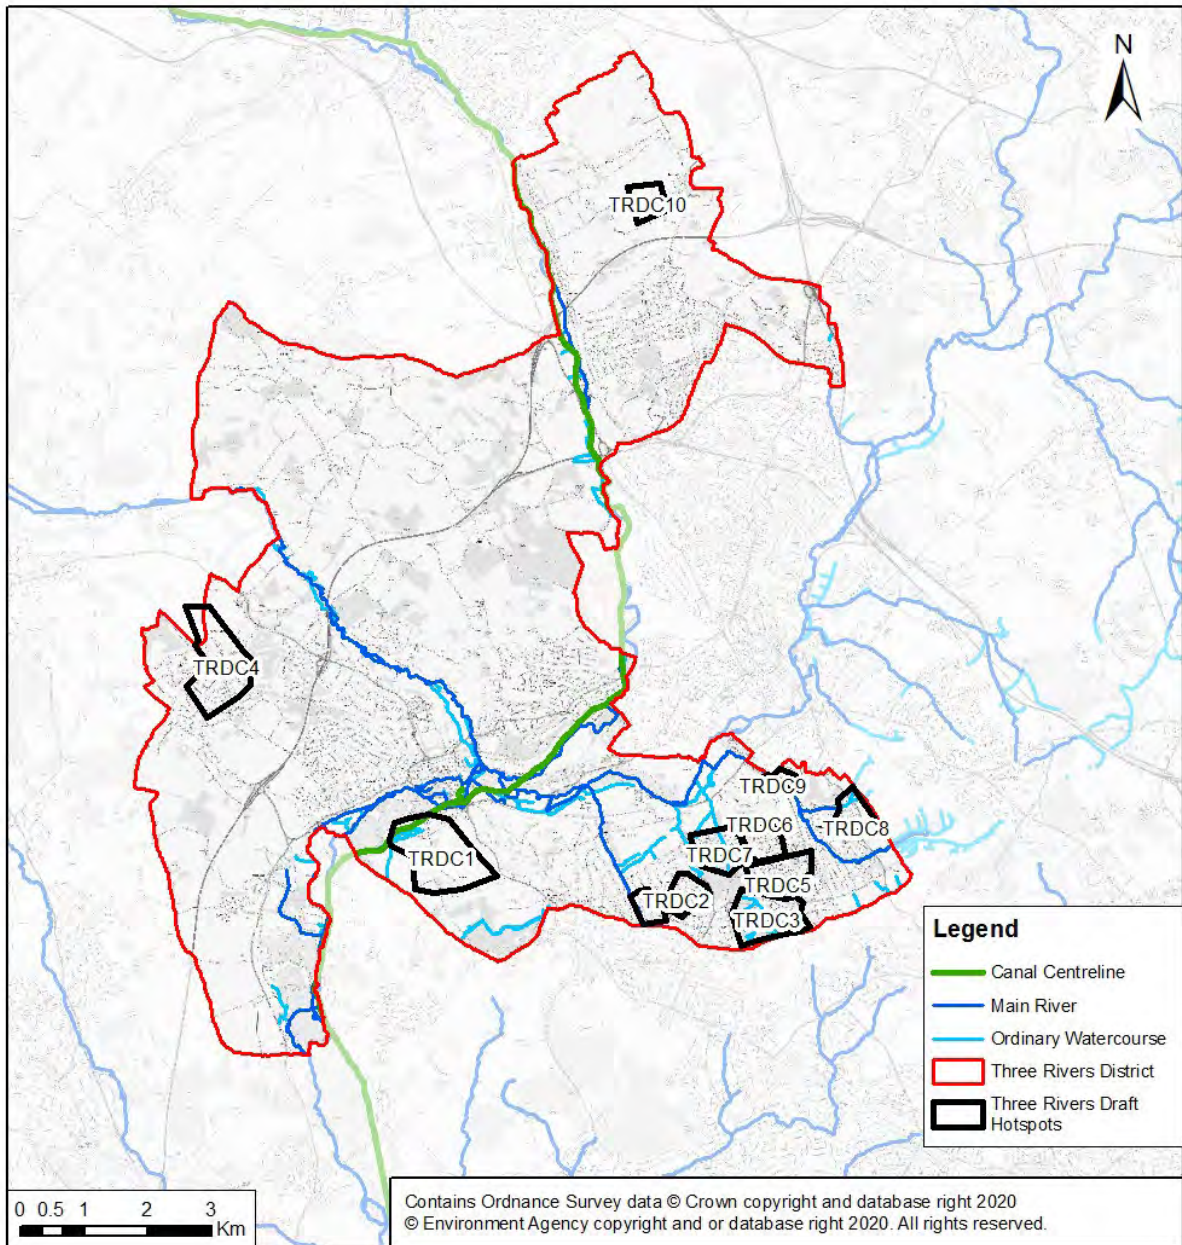 N
TRDC10
TRDC4
TRDC9
TRDC8
TRDC6
TRDC7
TRDC1
TRDC5
TRDC2
TRDC3
Legend
Canal Centreline
Main River
Ordinary Watercourse
Three Rivers District
Three Rivers Draft
Hotspots
0 0.5 1 2 3
Km
Contains Ordnance Survey data © Crown copyright and database right 2020
© Environment Agency copyright and or database right 2020. All rights reserved.